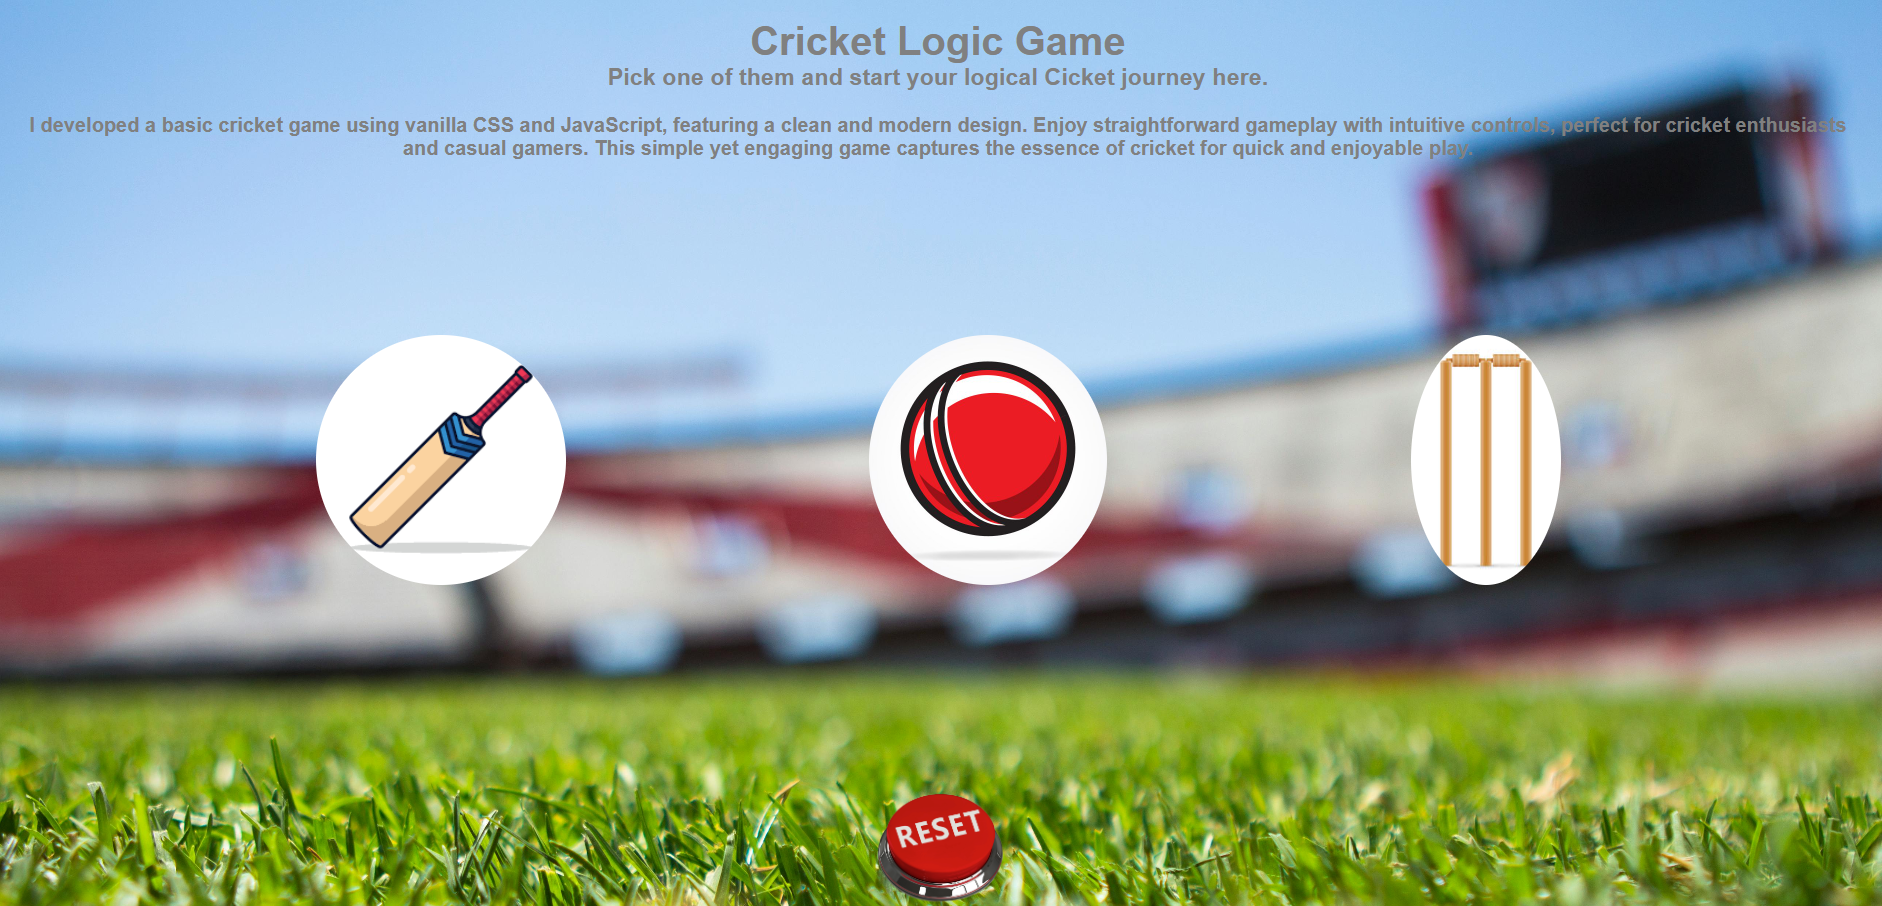 Cricket Logic Game
Pick one of them and start your logical Cicket journey here.
I developed a basic cricket game using vanilla CSS and JavaScript, featuring a clean and modern design. Enjoy straightforward gameplay with intuitive controls, perfect for cricket enthusiasts
and casual gamers. This simple yet engaging game captures the essence of cricket for quick and enjoyable play.
RESET